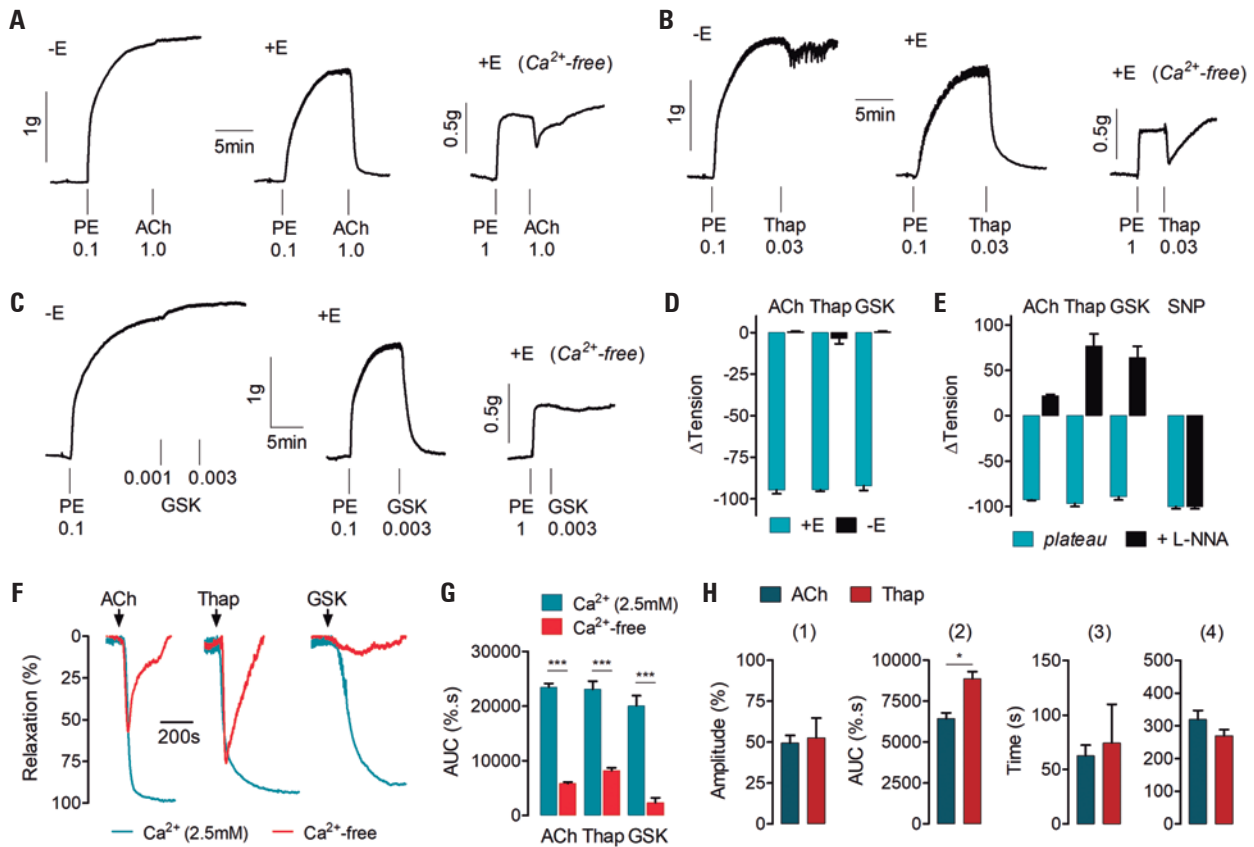 A
-E
1g
PE
0.1
ACh
1.0
+E
5min
PE
0.1
ACh
1.0
+E (Ca²⁺-free)
0.5g
PE
1
ACh
1.0
B
-E
1g
PE
0.1
Thap
0.03
+E
5min
PE
0.1
Thap
0.03
+E (Ca²⁺-free)
0.5g
PE
1
Thap
0.03
C
-E
0.001
0.003
PE
0.1
GSK
+E
1g
5min
PE
0.1
GSK
0.003
+E (Ca²⁺-free)
0.5g
PE
1
GSK
0.003
D
ACh Thap GSK
0
-25
-50
-75
-100
ΔTension
+E -E
E
ACh Thap GSK SNP
100
50
0
-50
-100
ΔTension
plateau + L-NNA
F
ACh Thap GSK
0
25
50
75
100
Relaxation (%)
200s
Ca²⁺ (2.5mM) Ca²⁺-free
G
Ca²⁺ (2.5mM)
Ca²⁺-free
30000
20000
10000
0
AUC (%.s)
*** *** ***
ACh Thap GSK
H
ACh Thap
(1)
100
75
50
25
0
Amplitude (%)
(2)
10000
7500
5000
2500
0
AUC (%.s)
*
(3)
150
100
50
0
Time (s)
(4)
500
400
300
200
100
0